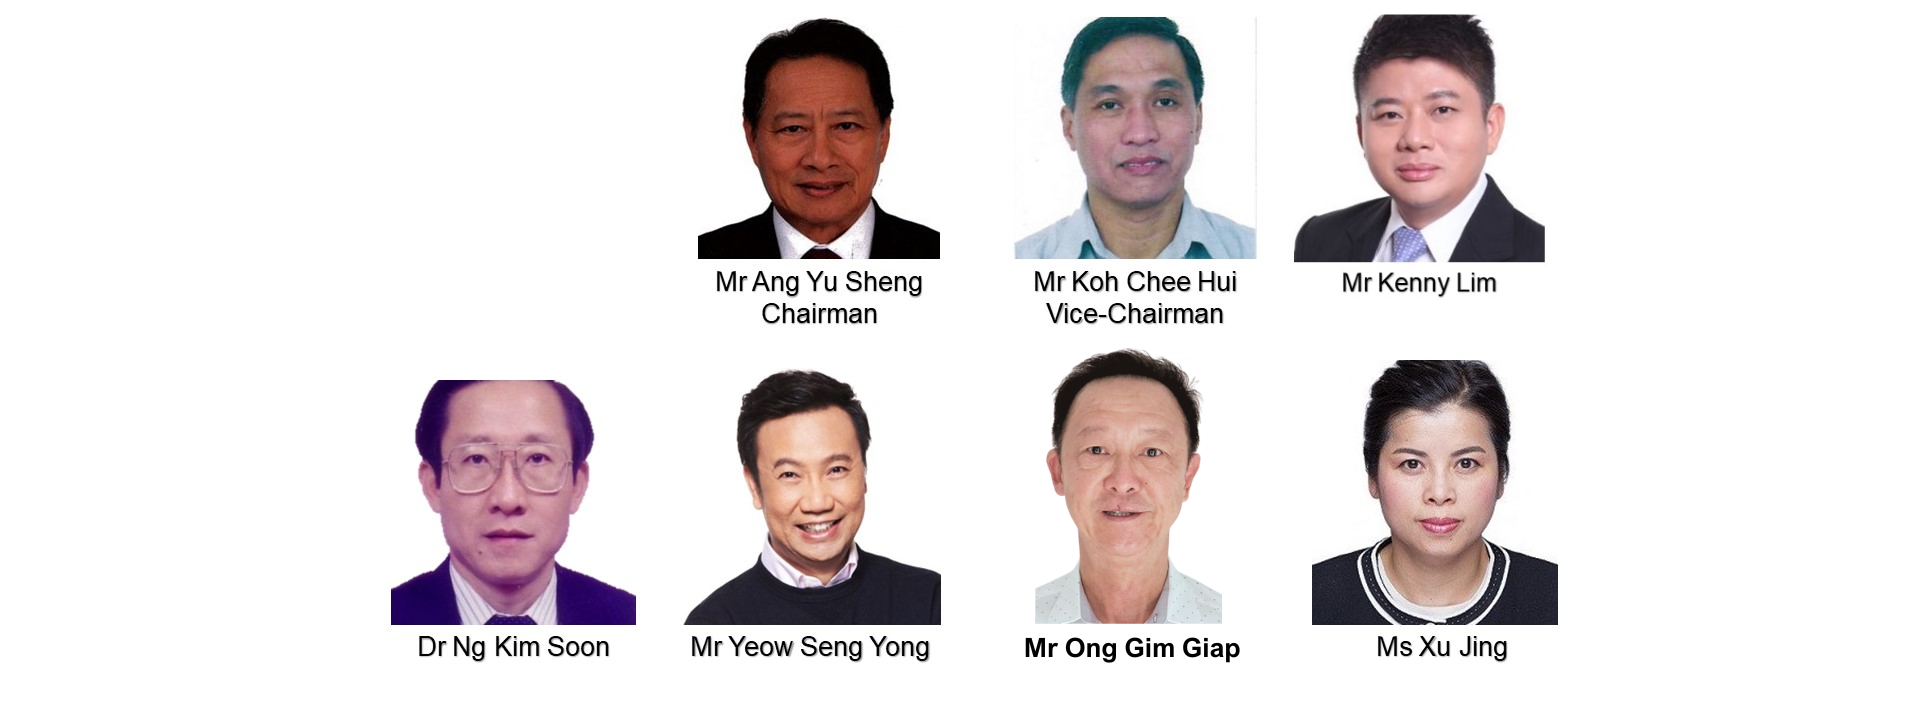 Mr Ang Yu Sheng
Chairman
Mr Koh Chee Hui
Vice-Chairman
Mr Kenny Lim
Dr Ng Kim Soon
Mr Yeow Seng Yong
Mr Ong Gim Giap
Ms Xu Jing